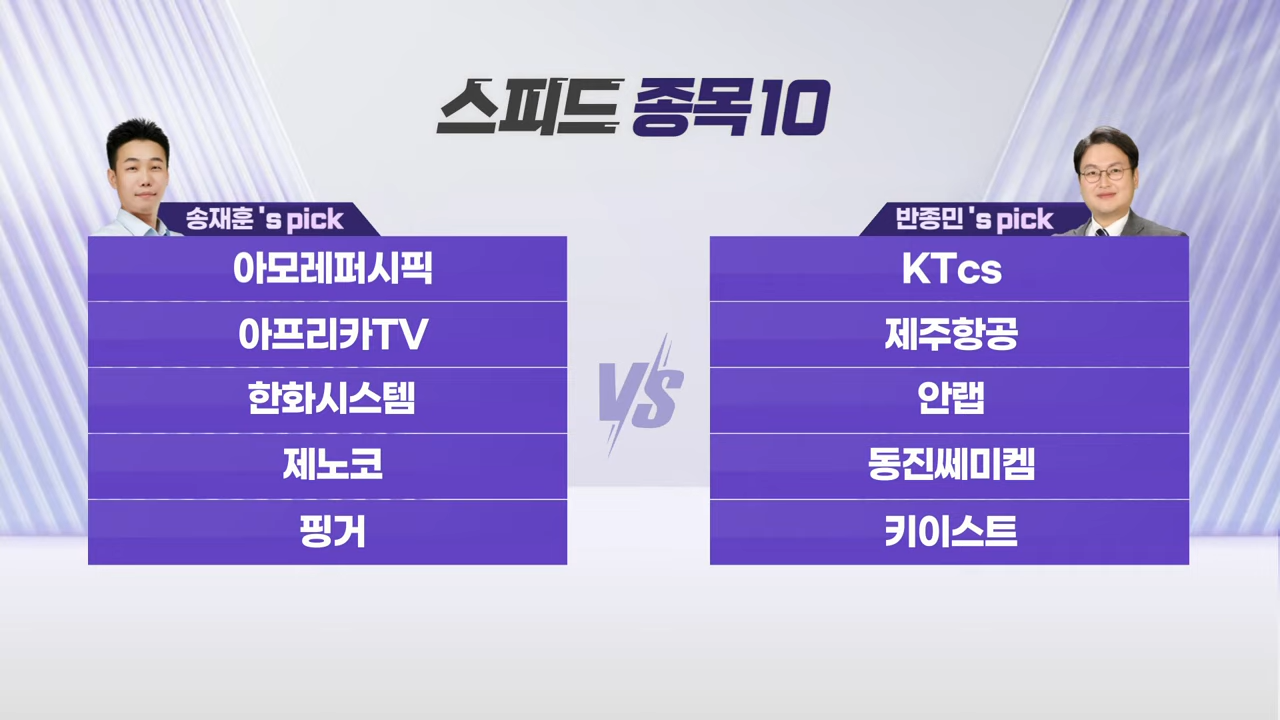 스피드 종목10
송재훈's pick
아모레퍼시픽
아프리카TV
한화시스템
제노코
핑거
VS
반종민's pick
KTcs
제주항공
안랩
동진쎄미켐
키이스트